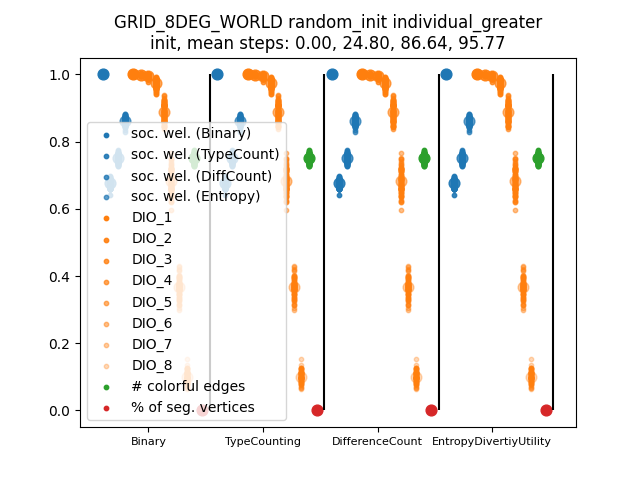 GRID_8DEG_WORLD random_init individual_greater
init, mean steps: 0.00, 24.80, 86.64, 95.77
1.0
0.8
0.6
0.4
0.2
0.0
soc. wel. (Binary)
soc. wel. (TypeCount)
soc. wel. (DiffCount)
soc. wel. (Entropy)
DIO_1
DIO_2
DIO_3
DIO_4
DIO_5
DIO_6
DIO_7
DIO_8
# colorful edges
% of seg. vertices
Binary
TypeCounting
DifferenceCount
EntropyDivertiyUtility